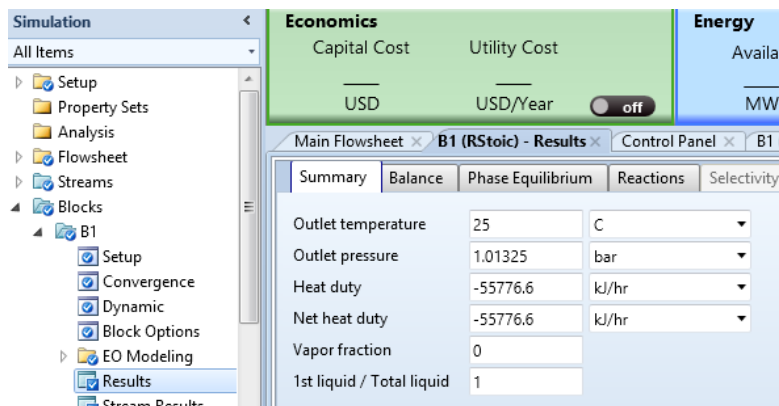 Simulation
All Items
Setup
Property Sets
Analysis
Flowsheet
Streams
Blocks
B1
Setup
Convergence
Dynamic
Block Options
EO Modeling
Results
Stream Results
Economics
Capital Cost Utility Cost
USD USD/Year off
Energy
Availa
MW
Main Flowsheet B1 (RStoic) - Results Control Panel B1
Summary Balance Phase Equilibrium Reactions Selectivity
Outlet temperature 25 C
Outlet pressure 1.01325 bar
Heat duty -55776.6 kJ/hr
Net heat duty -55776.6 kJ/hr
Vapor fraction 0
1st liquid / Total liquid 1